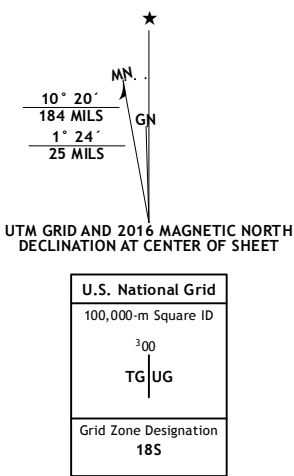 ★
MN
10° 20´
184 MILS
GN
1° 24´
25 MILS
UTM GRID AND 2016 MAGNETIC NORTH
DECLINATION AT CENTER OF SHEET
U.S. National Grid
100,000-m Square ID
³00
TG UG
Grid Zone Designation
18S